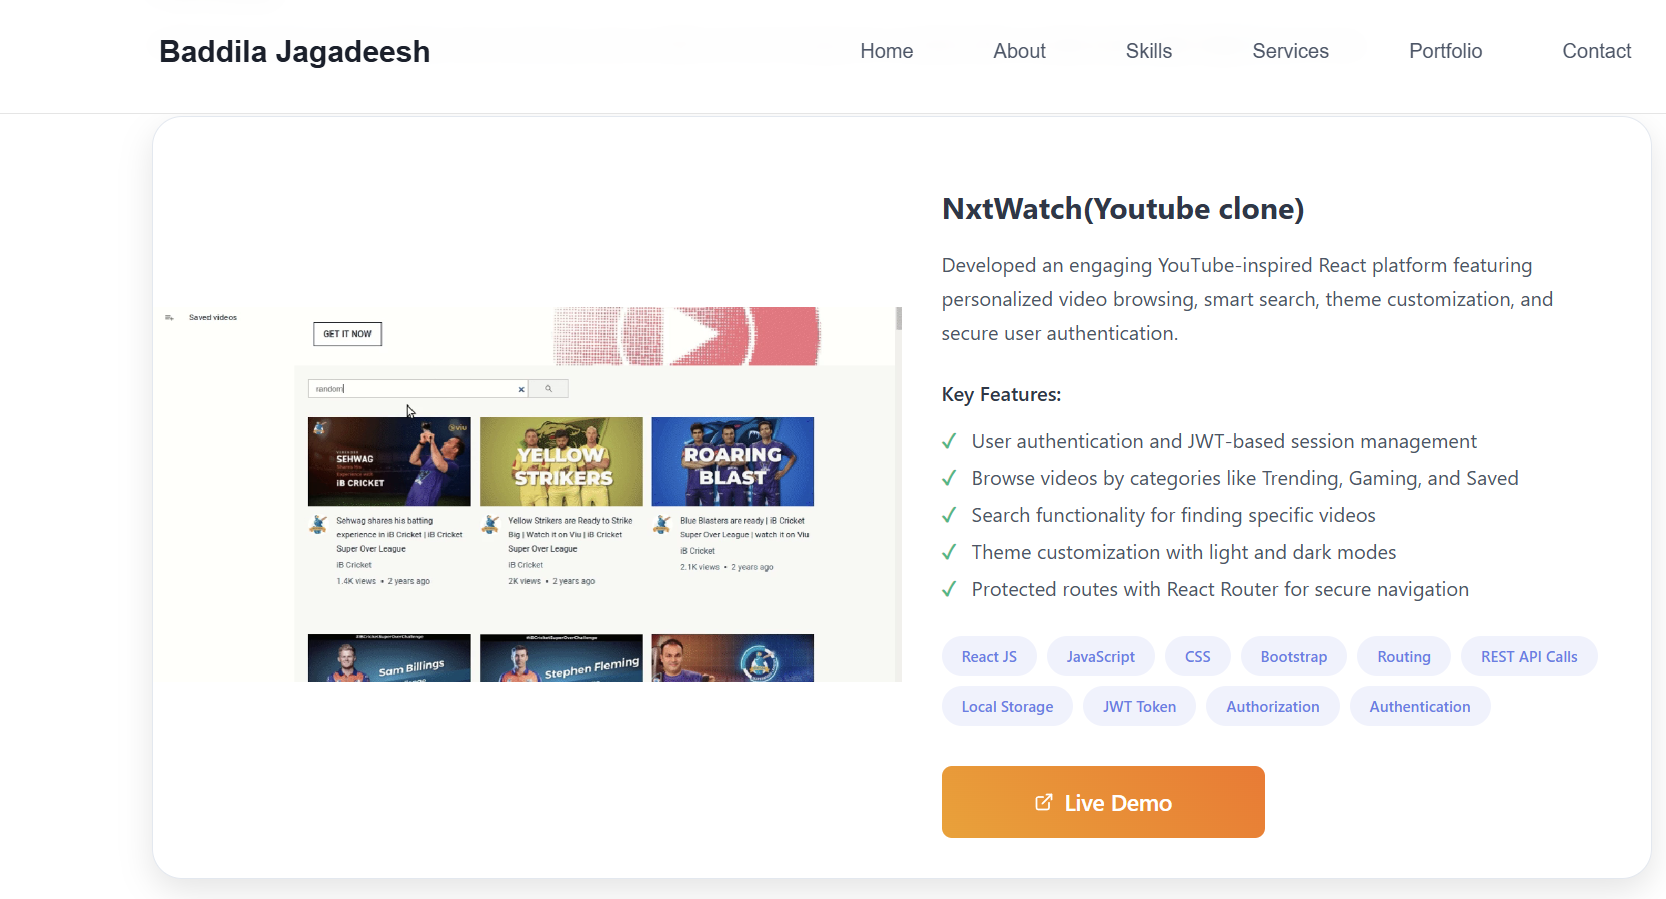 Baddila Jagadeesh
Home About Skills Services Portfolio Contact
Saved videos
GET IT NOW
random
SEHWAG
iB CRICKET
viu
YELLOW
STRIKERS
ROARING
BLAST
Sehwag shares his batting
experience in iB Cricket | iB Cricket
Super Over League
iB Cricket
1.4K views • 2 years ago
Yellow Strikers are Ready to Strike
Big | Watch it on Viu | iB Cricket
Super Over League
iB Cricket
2K views • 2 years ago
Blue Blasters are ready | iB Cricket
Super Over League | watch it on Viu
iB Cricket
2.1K views • 2 years ago
#IBCricketSuperOverChallenge
Sam Billings
#IBCricketSuperOverChallenge
Stephen Fleming
NxtWatch(Youtube clone)
Developed an engaging YouTube-inspired React platform featuring
personalized video browsing, smart search, theme customization, and
secure user authentication.
Key Features:
✓ User authentication and JWT-based session management
✓ Browse videos by categories like Trending, Gaming, and Saved
✓ Search functionality for finding specific videos
✓ Theme customization with light and dark modes
✓ Protected routes with React Router for secure navigation
React JS JavaScript CSS Bootstrap Routing REST API Calls
Local Storage JWT Token Authorization Authentication
Live Demo